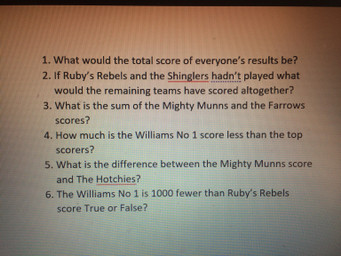 1. What would the total score of everyone's results be?
2. If Ruby's Rebels and the Shinglers hadn't played what
would the remaining teams have scored altogether?
3. What is the sum of the Mighty Munns and the Farrows
scores?
4. How much is the Williams No 1 score less than the top
scorers?
5. What is the difference between the Mighty Munns score
and The Hotchies?
6. The Williams No 1 is 1000 fewer than Ruby's Rebels
score True or False?